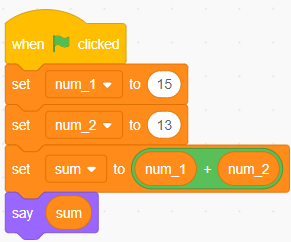 when clicked
set num_1 to 15
set num_2 to 13
set sum to num_1 + num_2
say sum